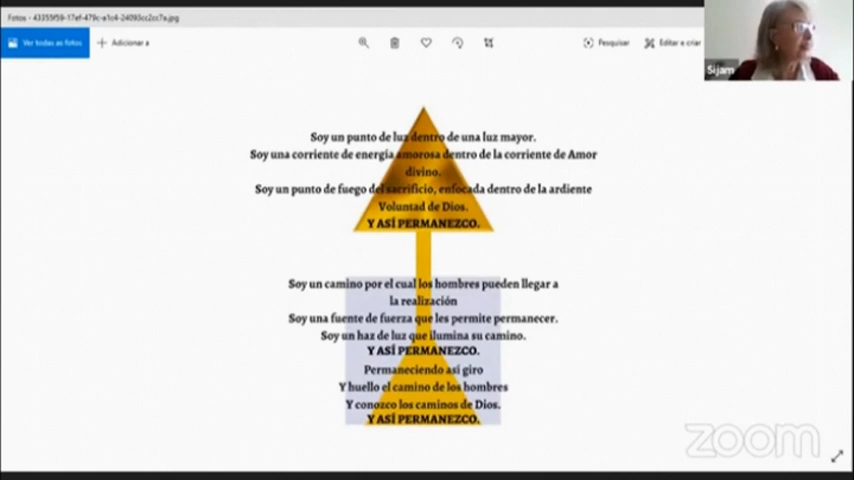 Fotos - 43355f59-17ef-479c-a1c4-24093cc2cc7a.jpg
Ver todas as fotos
Adicionar a
Pesquisar
Editar e criar
Sijam
Soy un punto de luz dentro de una luz mayor.
Soy una corriente de energía amorosa dentro de la corriente de Amor
divino.
Soy un punto de fuego del sacrificio, enfocada dentro de la ardiente
Voluntad de Dios.
Y ASÍ PERMANEZCO.
Soy un camino por el cual los hombres pueden llegar a
la realización
Soy una fuente de fuerza que les permite permanecer.
Soy un haz de luz que ilumina su camino.
Y ASÍ PERMANEZCO.
Permaneciendo así giro
Y huello el camino de los hombres
Y conozco los caminos de Dios.
Y ASÍ PERMANEZCO.
zoom